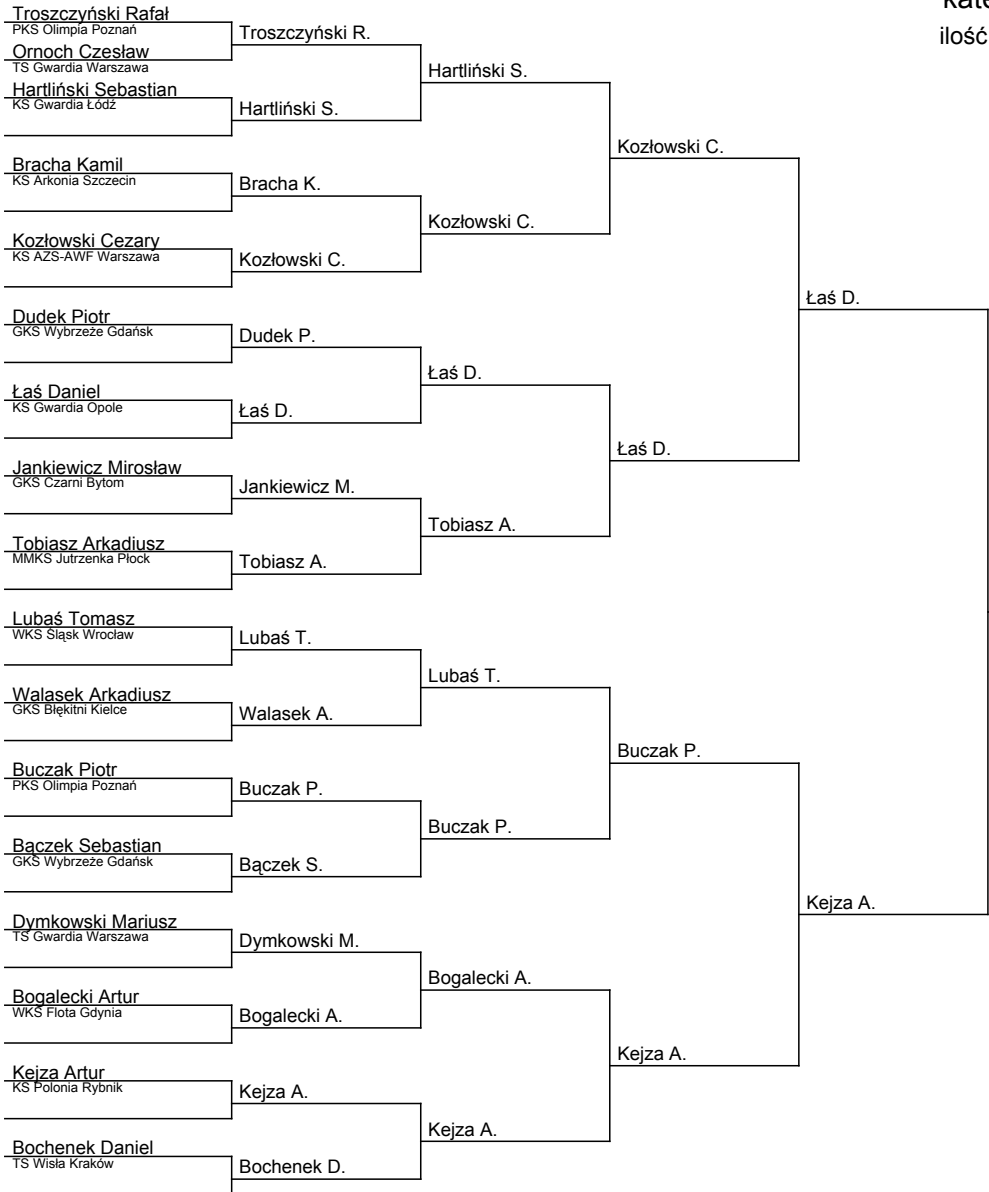 Troszczyński Rafał
PKS Olimpia Poznań
Ornoch Czesław
TS Gwardia Warszawa
Hartliński Sebastian
KS Gwardia Łódź
Bracha Kamil
KS Arkonia Szczecin
Kozłowski Cezary
KS AZS-AWF Warszawa
Dudek Piotr
GKS Wybrzeże Gdańsk
Łaś Daniel
KS Gwardia Opole
Jankiewicz Mirosław
GKS Czarni Bytom
Tobiasz Arkadiusz
MMKS Jutrzenka Płock
Lubaś Tomasz
WKS Śląsk Wrocław
Walasek Arkadiusz
GKS Błękitni Kielce
Buczak Piotr
PKS Olimpia Poznań
Bączek Sebastian
GKS Wybrzeże Gdańsk
Dymkowski Mariusz
TS Gwardia Warszawa
Bogalecki Artur
WKS Flota Gdynia
Kejza Artur
KS Polonia Rybnik
Bochenek Daniel
TS Wisła Kraków
Troszczyński R.
Hartliński S.
Bracha K.
Kozłowski C.
Dudek P.
Łaś D.
Jankiewicz M.
Tobiasz A.
Lubaś T.
Walasek A.
Buczak P.
Bączek S.
Dymkowski M.
Bogalecki A.
Kejza A.
Bochenek D.
Hartliński S.
Kozłowski C.
Łaś D.
Tobiasz A.
Lubaś T.
Buczak P.
Bogalecki A.
Kejza A.
Kozłowski C.
Łaś D.
Buczak P.
Kejza A.
Łaś D.
Kejza A.
ilość